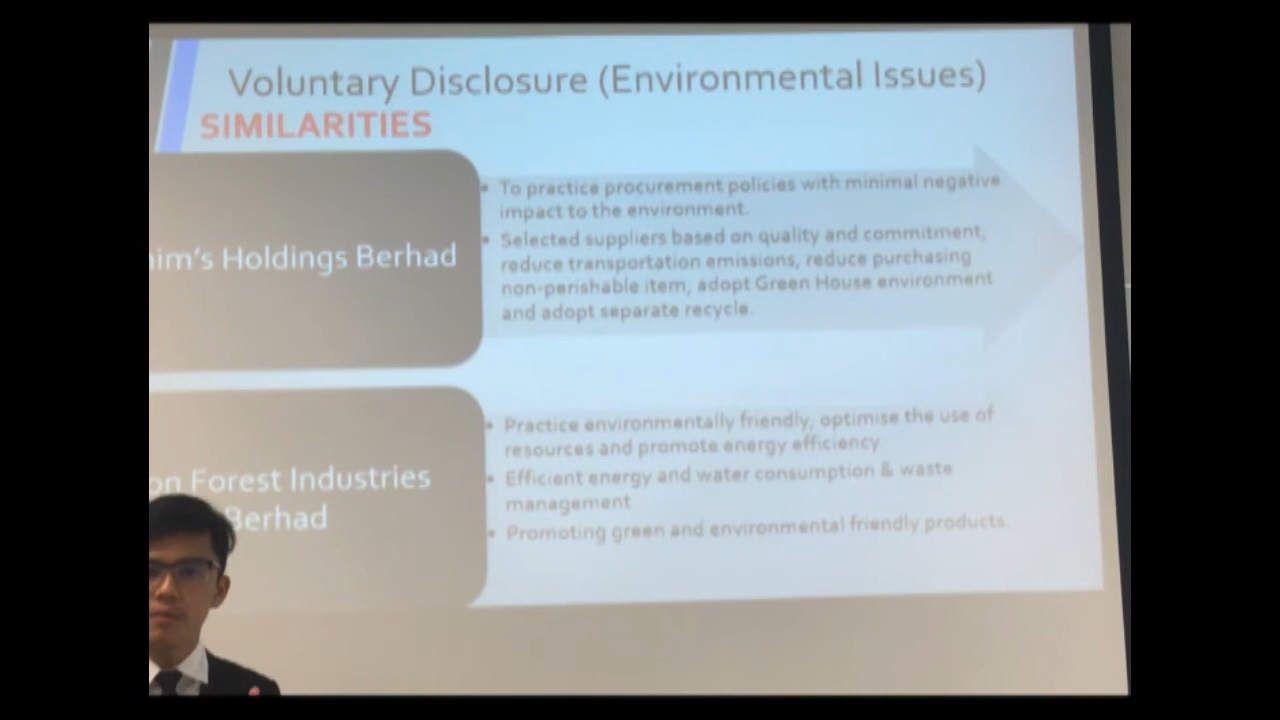 Voluntary Disclosure (Environmental Issues)
SIMILARITIES
him's Holdings Berhad
• To practice procurement policies with minimal negative
impact to the environment.
• Selected suppliers based on quality and commitment,
reduce transportation emissions, reduce purchasing
non-perishable item, adopt Green House environment
and adopt separate recycle.
on Forest Industries
Berhad
• Practice environmentally friendly, optimise the use of
resources and promote energy efficiency
• Efficient energy and water consumption & waste
management
• Promoting green and environmental friendly products.